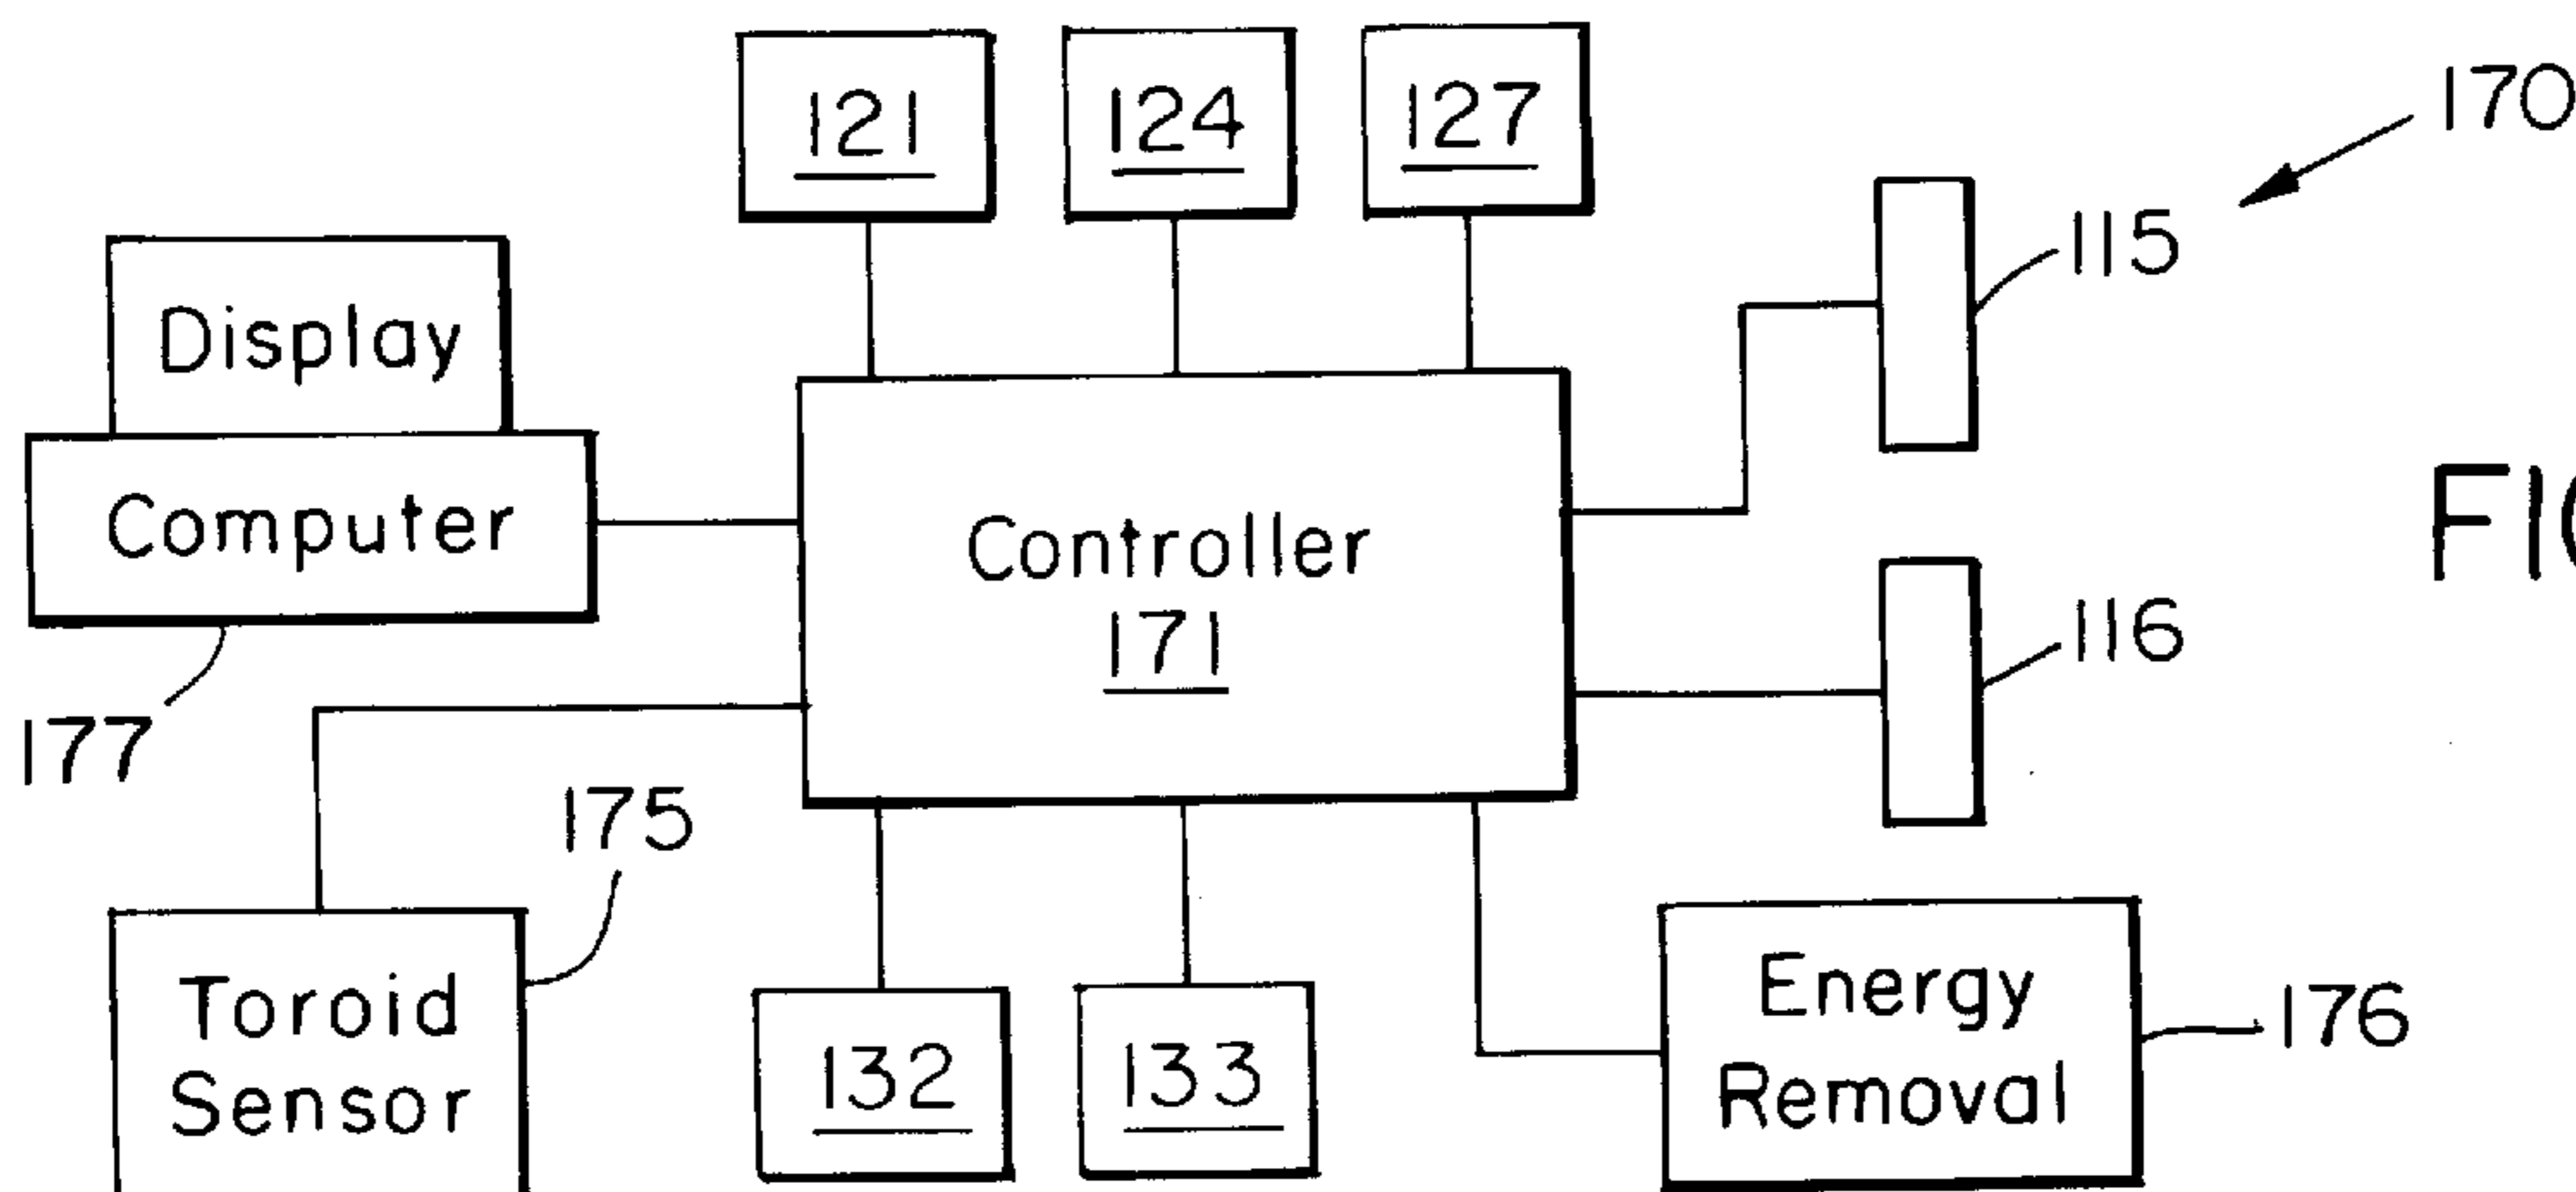 121
124
127
170
115
Display
Computer
Controller
171
116
177
175
Toroid
Sensor
132
133
Energy
Removal
176